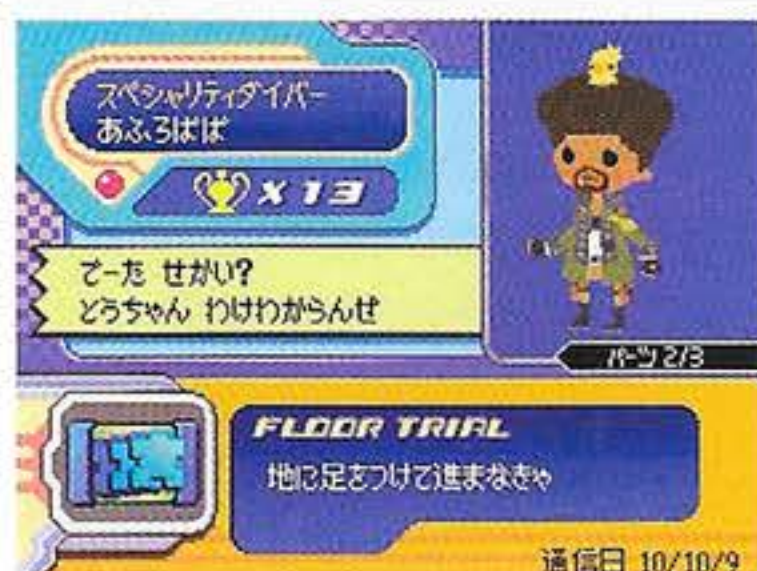 スペシャリティダイバー
あふろぱぱ
X 13
でーた せかい?
とうちゃん わけわからんぜ
パーツ 2/3
FLOOR TRIAL
地に足をつけて進まなきゃ
通信日 10/10/9